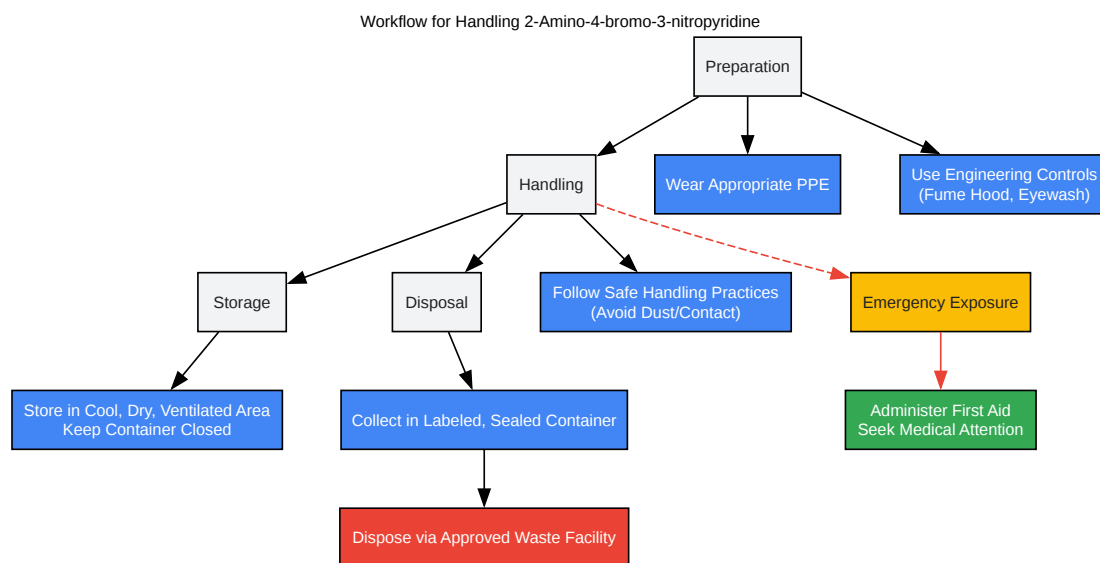 Workflow for Handling 2-Amino-4-bromo-3-nitropyridine
Preparation
Handling
Wear Appropriate PPE
Use Engineering Controls
(Fume Hood, Eyewash)
Storage
Disposal
Follow Safe Handling Practices
(Avoid Dust/Contact)
Emergency Exposure
Store in Cool, Dry, Ventilated Area
Keep Container Closed
Collect in Labeled, Sealed Container
Administer First Aid
Seek Medical Attention
Dispose via Approved Waste Facility